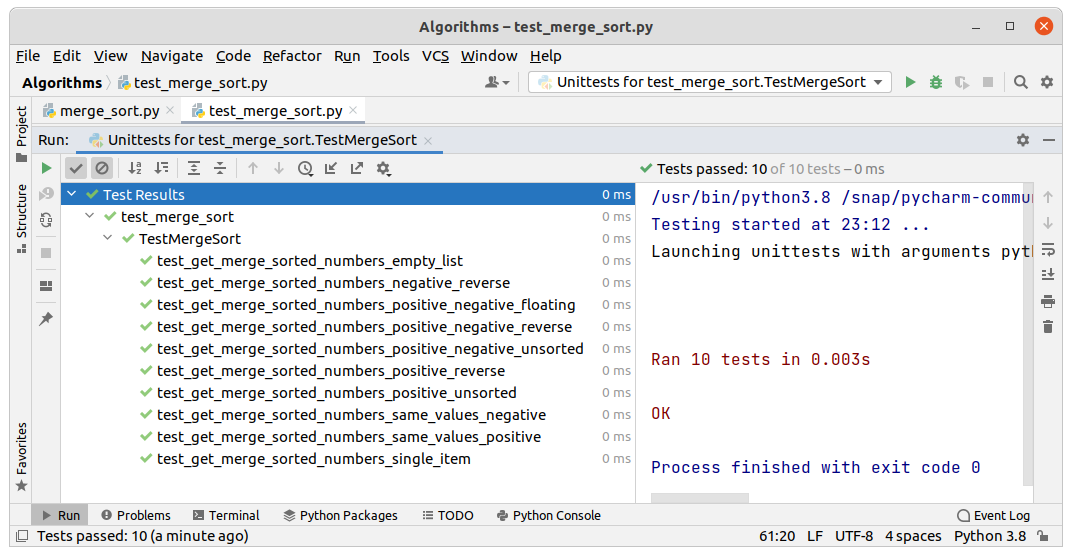 Algorithms – test_merge_sort.py
File Edit View Navigate Code Refactor Run Tools VCS Window Help
Algorithms test_merge_sort.py Unittests for test_merge_sort.TestMergeSort
Project
Structure
Favorites
merge_sort.py test_merge_sort.py
Run: Unittests for test_merge_sort.TestMergeSort
Tests passed: 10 of 10 tests – 0 ms
Test Results 0 ms
test_merge_sort 0 ms
TestMergeSort 0 ms
test_get_merge_sorted_numbers_empty_list 0 ms
test_get_merge_sorted_numbers_negative_reverse 0 ms
test_get_merge_sorted_numbers_positive_negative_floating 0 ms
test_get_merge_sorted_numbers_positive_negative_reverse 0 ms
test_get_merge_sorted_numbers_positive_negative_unsorted 0 ms
test_get_merge_sorted_numbers_positive_reverse 0 ms
test_get_merge_sorted_numbers_positive_unsorted 0 ms
test_get_merge_sorted_numbers_same_values_negative 0 ms
test_get_merge_sorted_numbers_same_values_positive 0 ms
test_get_merge_sorted_numbers_single_item 0 ms
/usr/bin/python3.8 /snap/pycharm-commu
Testing started at 23:12 ...
Launching unittests with arguments pyt
Ran 10 tests in 0.003s
OK
Process finished with exit code 0
Run Problems Terminal Python Packages TODO Python Console Event Log
Tests passed: 10 (a minute ago) 61:20 LF UTF-8 4 spaces Python 3.8